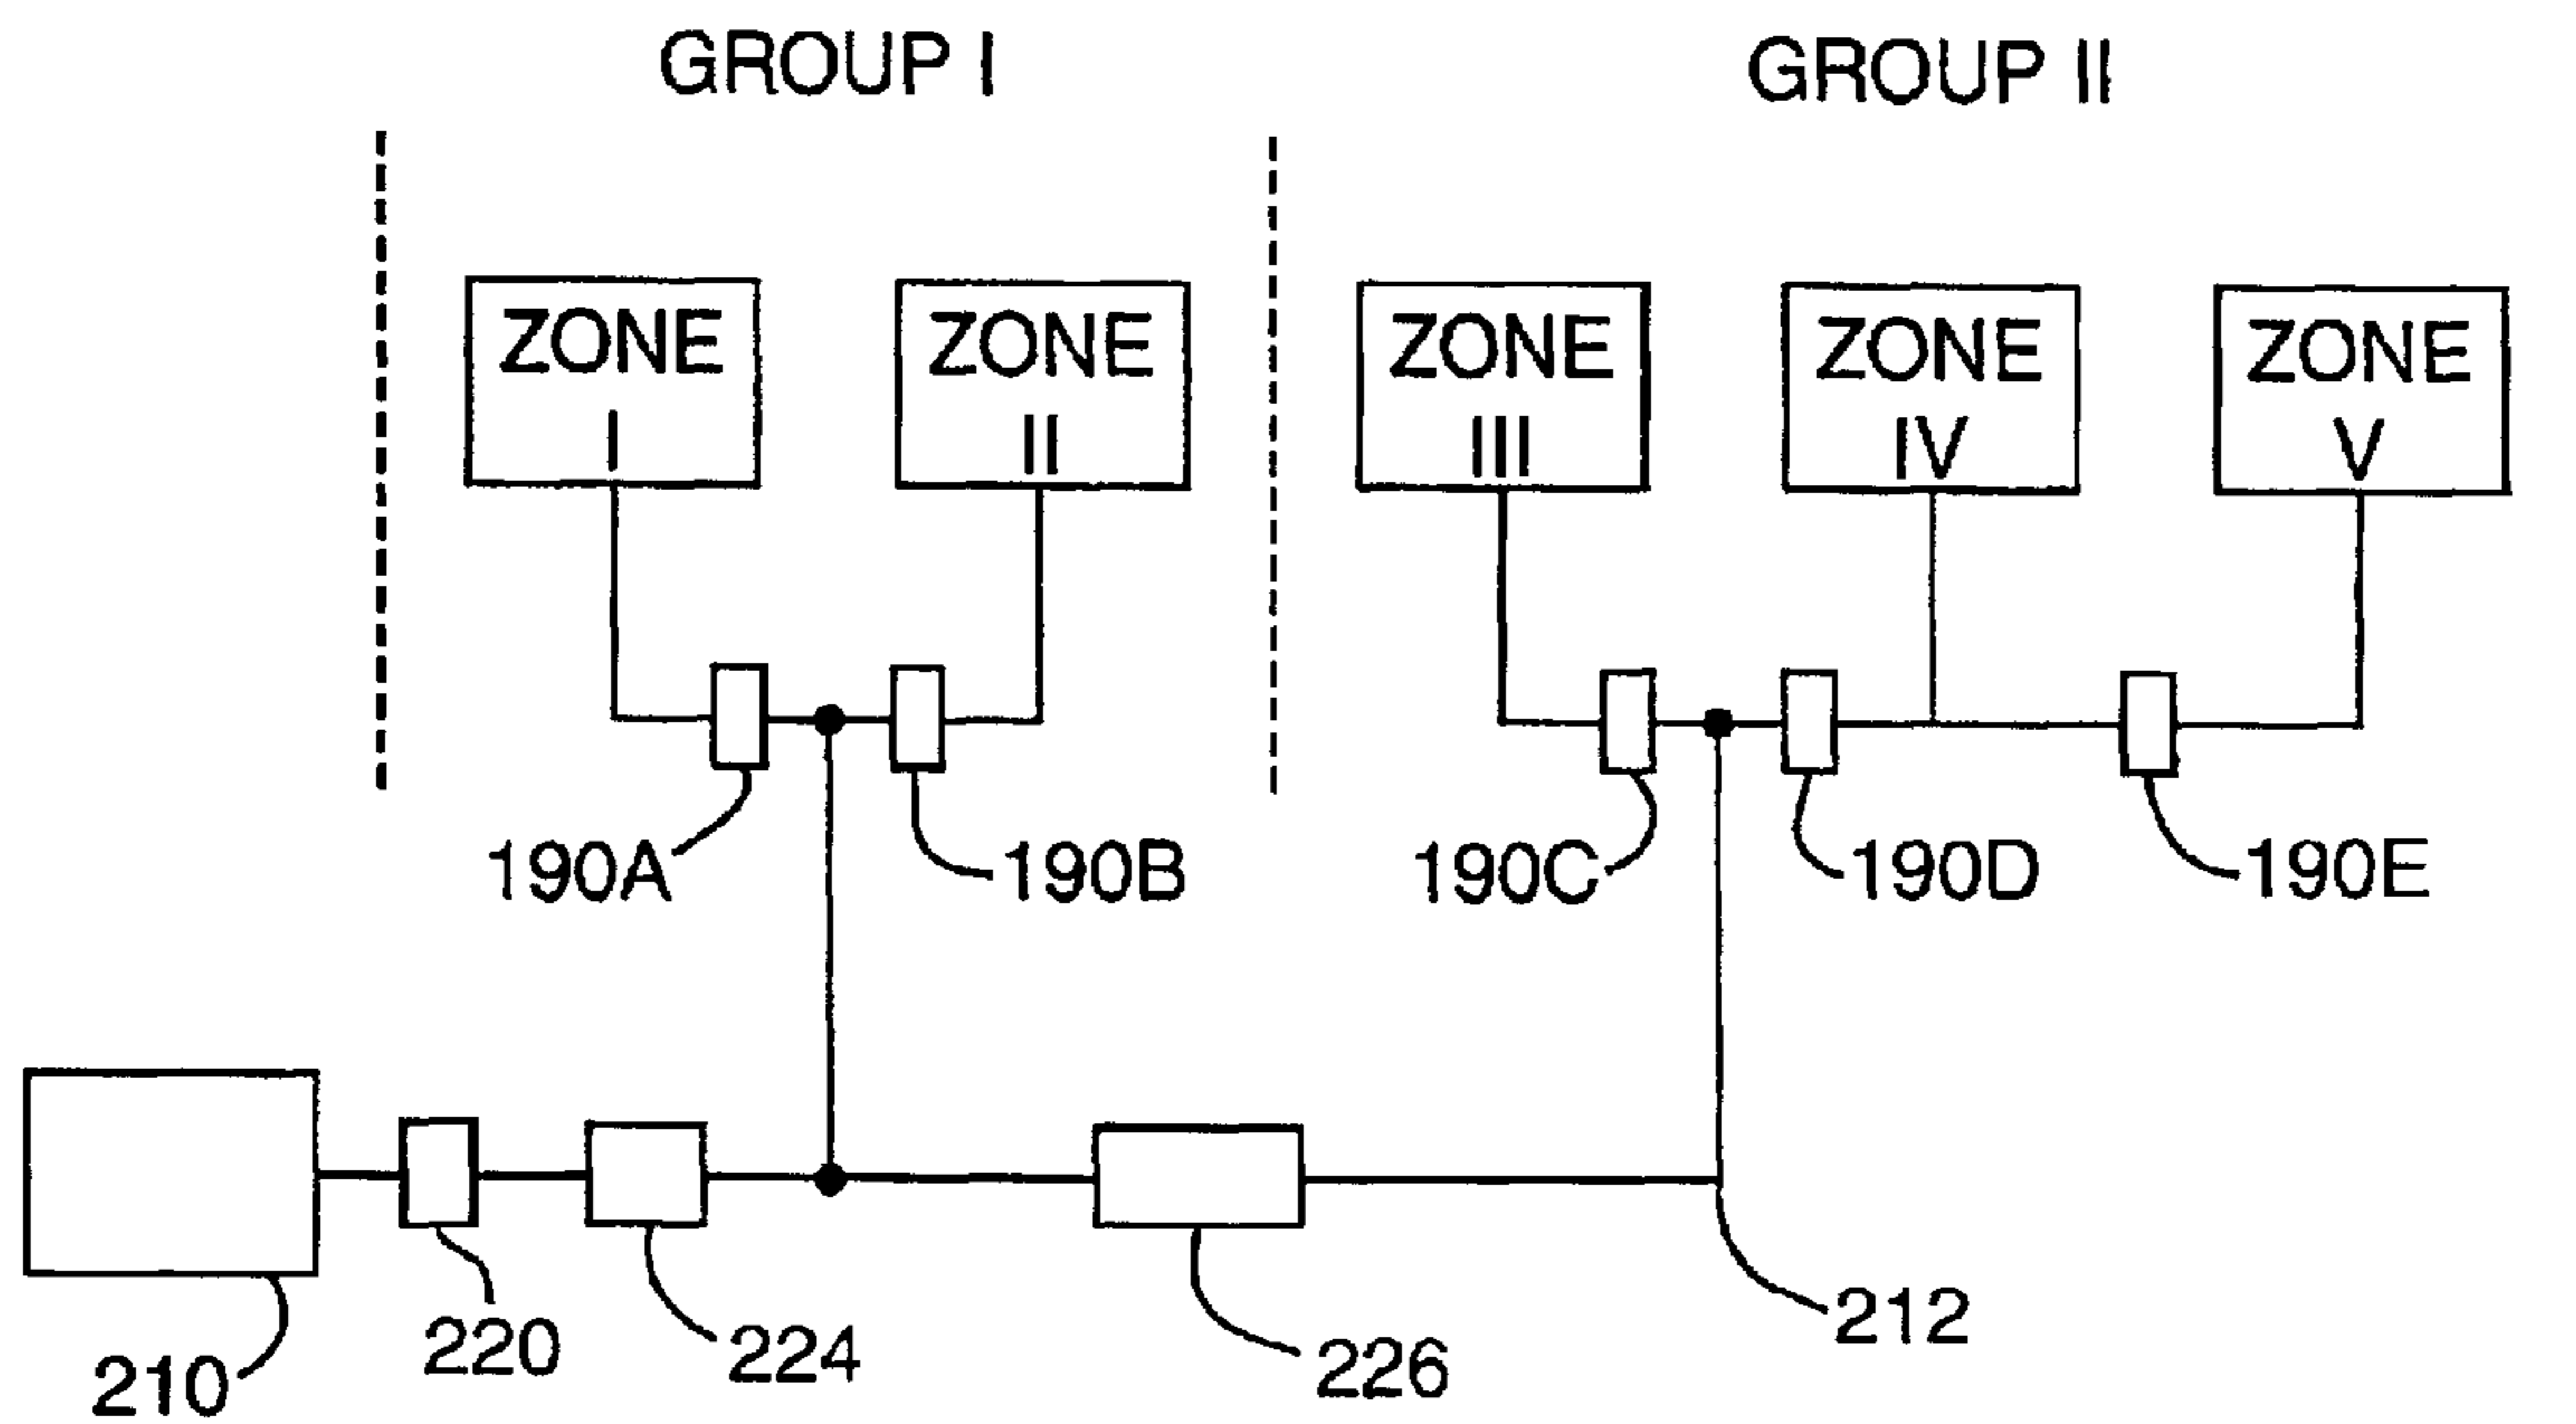 GROUP I
GROUP II
ZONE
I
ZONE
II
ZONE
III
ZONE
IV
ZONE
V
190A
190B
190C
190D
190E
210
220
224
226
212